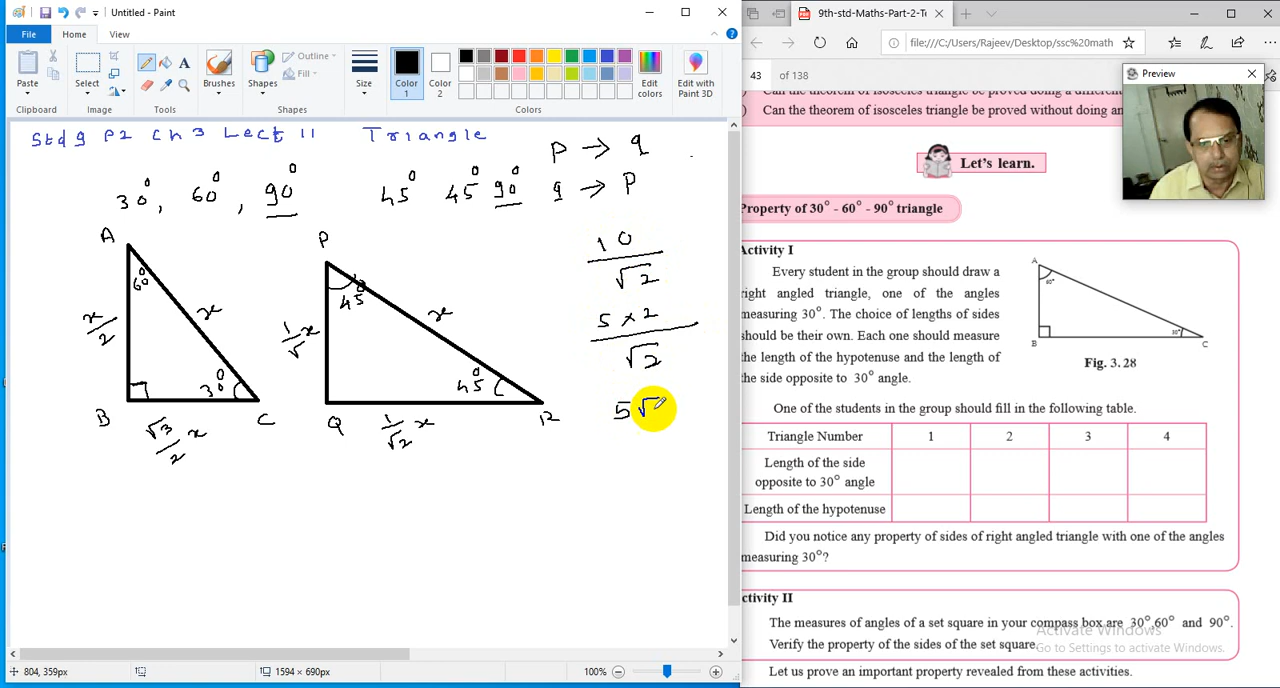 Untitled - Paint
File
Home
View
Paste
Select
Brushes
Shapes
Outline
Fill
Size
Color 1
Color 2
Edit colors
Edit with Paint 3D
Clipboard
Image
Tools
Shapes
Colors
Std 9 P2 Ch 3 Lect 11 Triangle
P → q
30°, 60°, 90° 45° 45° 90° q → P
A
60°
x/2
x
30°
B
√3/2 x
C
P
45°
x
45°
Q
1/√2 x
R
10/√2
5 × 2/√2
5√
804, 359px
1594 × 690px
100%
9th-std-Maths-Part-2-Te
file:///C:/Users/Rajeev/Desktop/ssc%20math
43 of 138
Preview
Can the theorem of isosceles triangle be proved without doing an
Let's learn.
Property of 30° - 60° - 90° triangle
Activity I
Every student in the group should draw a
right angled triangle, one of the angles
measuring 30°. The choice of lengths of sides
should be their own. Each one should measure
the length of the hypotenuse and the length of
the side opposite to 30° angle.
A
B
C
30°
Fig. 3.28
One of the students in the group should fill in the following table.
Triangle Number 1 2 3 4
Length of the side
opposite to 30° angle
Length of the hypotenuse
Did you notice any property of sides of right angled triangle with one of the angles
measuring 30°?
ctivity II
The measures of angles of a set square in your compass box are 30°,60° and 90°.
Verify the property of the sides of the set square.
Let us prove an important property revealed from these activities.
Activate Windows
Go to Settings to activate Windows.